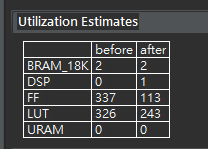 Utilization Estimates
before after
BRAM_18K 2 2
DSP 0 1
FF 337 113
LUT 326 243
URAM 0 0